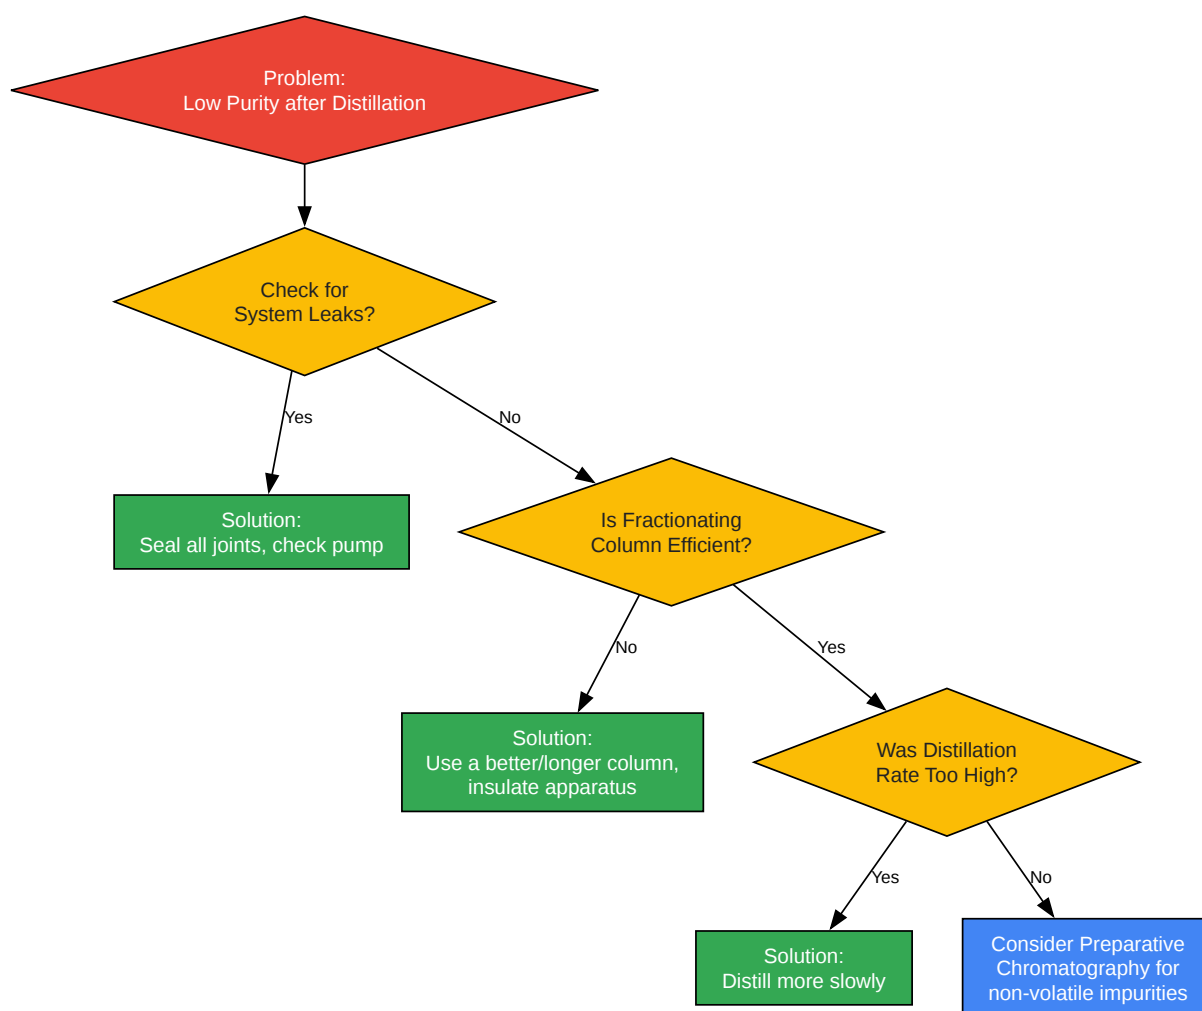 Problem:
Low Purity after Distillation
Check for
System Leaks?
Yes
No
Solution:
Seal all joints, check pump
Is Fractionating
Column Efficient?
No
Yes
Solution:
Use a better/longer column,
insulate apparatus
Was Distillation
Rate Too High?
Yes
No
Solution:
Distill more slowly
Consider Preparative
Chromatography for
non-volatile impurities